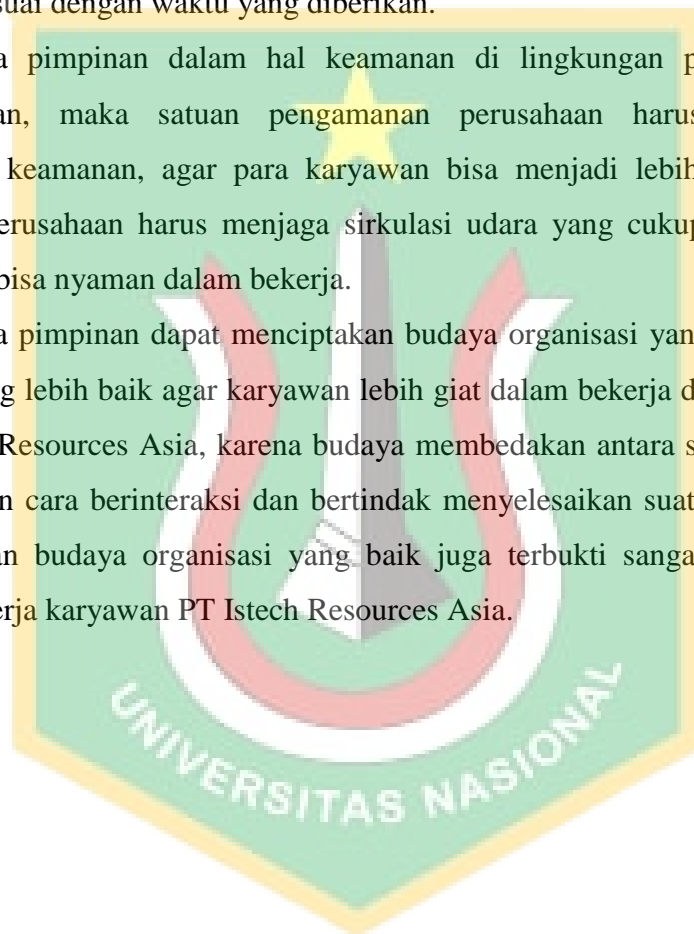 suai dengan waktu yang diberikan.
a pimpinan dalam hal keamanan di lingkungan p
an, maka satuan pengamanan perusahaan harus
keamanan, agar para karyawan bisa menjadi lebih
erusahaan harus menjaga sirkulasi udara yang cukup
bisa nyaman dalam bekerja.
a pimpinan dapat menciptakan budaya organisasi yan
g lebih baik agar karyawan lebih giat dalam bekerja d
Resources Asia, karena budaya membedakan antara s
n cara berinteraksi dan bertindak menyelesaikan suat
an budaya organisasi yang baik juga terbukti sanga
erja karyawan PT Istech Resources Asia.
UNIVERSITAS NASIONAL